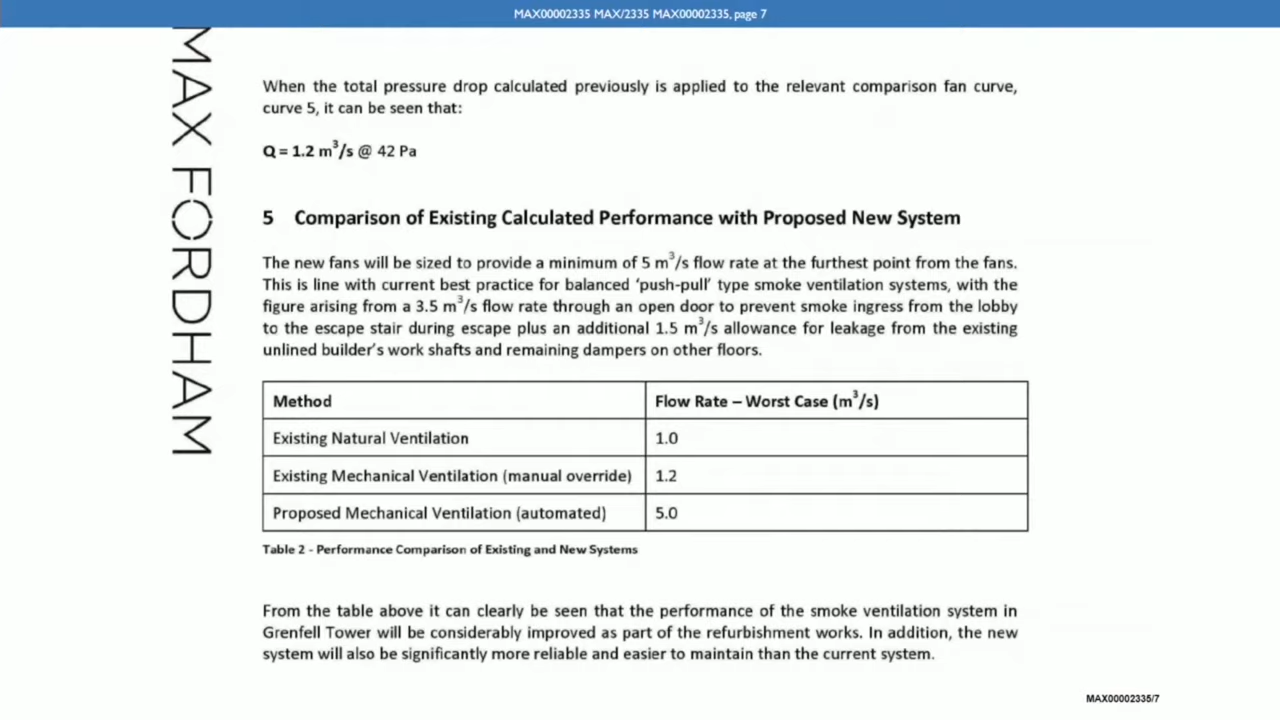 MAX00002335 MAX/2335 MAX00002335, page 7
MAX FORDHAM
When the total pressure drop calculated previously is applied to the relevant comparison fan curve,
curve 5, it can be seen that:
Q = 1.2 m³/s @ 42 Pa
5 Comparison of Existing Calculated Performance with Proposed New System
The new fans will be sized to provide a minimum of 5 m³/s flow rate at the furthest point from the fans.
This is line with current best practice for balanced 'push-pull' type smoke ventilation systems, with the
figure arising from a 3.5 m³/s flow rate through an open door to prevent smoke ingress from the lobby
to the escape stair during escape plus an additional 1.5 m³/s allowance for leakage from the existing
unlined builder's work shafts and remaining dampers on other floors.
Method Flow Rate – Worst Case (m³/s)
Existing Natural Ventilation 1.0
Existing Mechanical Ventilation (manual override) 1.2
Proposed Mechanical Ventilation (automated) 5.0
Table 2 - Performance Comparison of Existing and New Systems
From the table above it can clearly be seen that the performance of the smoke ventilation system in
Grenfell Tower will be considerably improved as part of the refurbishment works. In addition, the new
system will also be significantly more reliable and easier to maintain than the current system.
MAX00002335/7